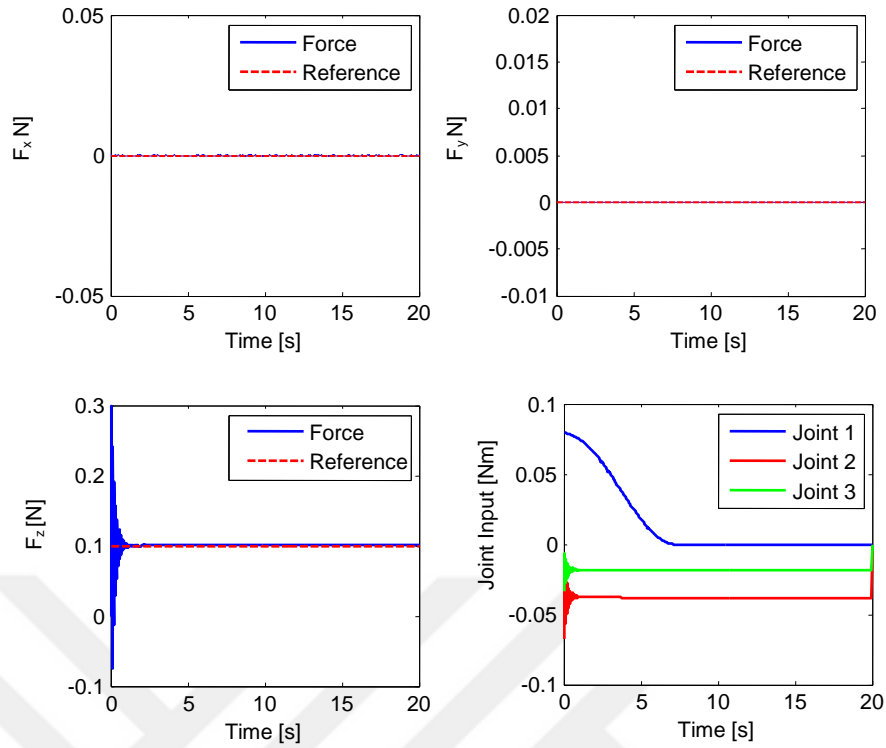 0.05
0
-0.05
F_x N]
0 5 10 15 20
Time [s]
Force
Reference
0.02
0.015
0.01
0.005
0
-0.005
-0.01
F_y N]
0 5 10 15 20
Time [s]
Force
Reference
0.3
0.2
0.1
0
-0.1
F_z [N]
0 5 10 15 20
Time [s]
Force
Reference
0.1
0.05
0
-0.05
-0.1
Joint Input [Nm]
0 5 10 15 20
Time [s]
Joint 1
Joint 2
Joint 3